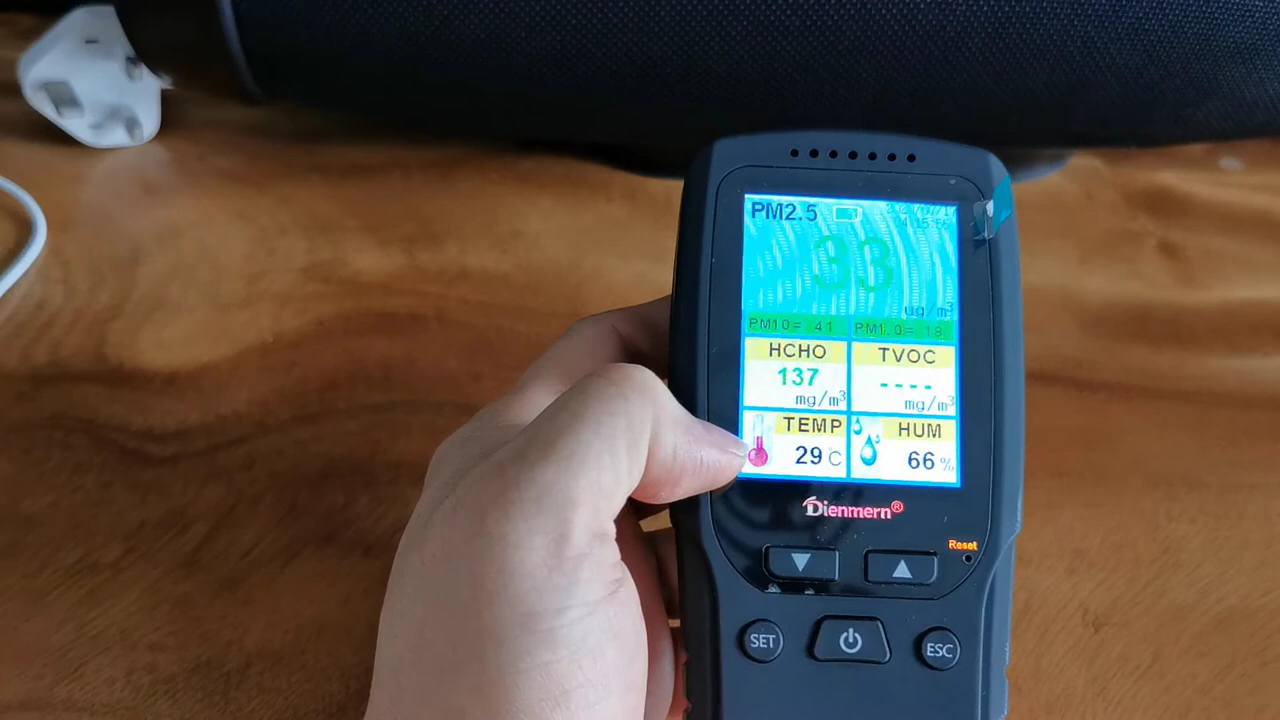 PM2.5
33
ug/m³
PM10= 41 PM1.0= 18
HCHO TVOC
137 ----
mg/m³ mg/m³
TEMP HUM
29℃ 66%
Dienmern®
Reset
▼ ▲
SET ESC